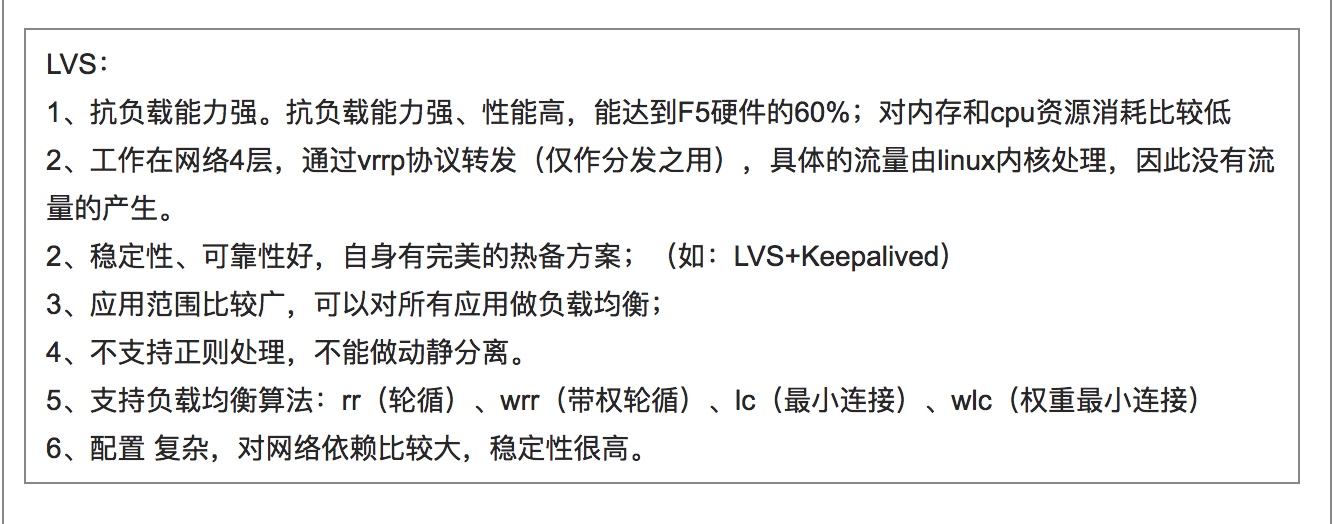 LVS：
1、抗负载能力强。抗负载能力强、性能高，能达到F5硬件的60%；对内存和cpu资源消耗比较低
2、工作在网络4层，通过vrrp协议转发（仅作分发之用），具体的流量由linux内核处理，因此没有流
量的产生。
2、稳定性、可靠性好，自身有完美的热备方案；（如：LVS+Keepalived）
3、应用范围比较广，可以对所有应用做负载均衡；
4、不支持正则处理，不能做动静分离。
5、支持负载均衡算法：rr（轮循）、wrr（带权轮循）、lc（最小连接）、wlc（权重最小连接）
6、配置 复杂，对网络依赖比较大，稳定性很高。